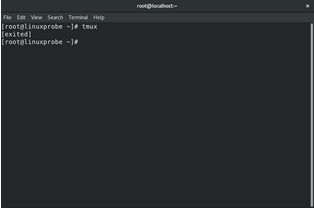 root@localhost:~
×
File Edit View Search Terminal Help
[root@linuxprobe ~]# tmux
[exited]
[root@linuxprobe ~]#